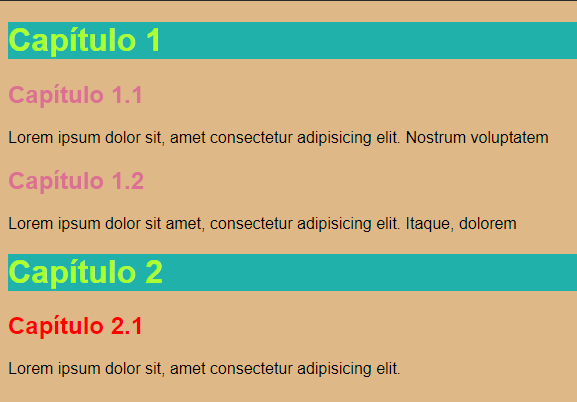 Capítulo 1
Capítulo 1.1
Lorem ipsum dolor sit, amet consectetur adipisicing elit. Nostrum voluptatem
Capítulo 1.2
Lorem ipsum dolor sit amet, consectetur adipisicing elit. Itaque, dolorem
Capítulo 2
Capítulo 2.1
Lorem ipsum dolor sit, amet consectetur adipisicing elit.